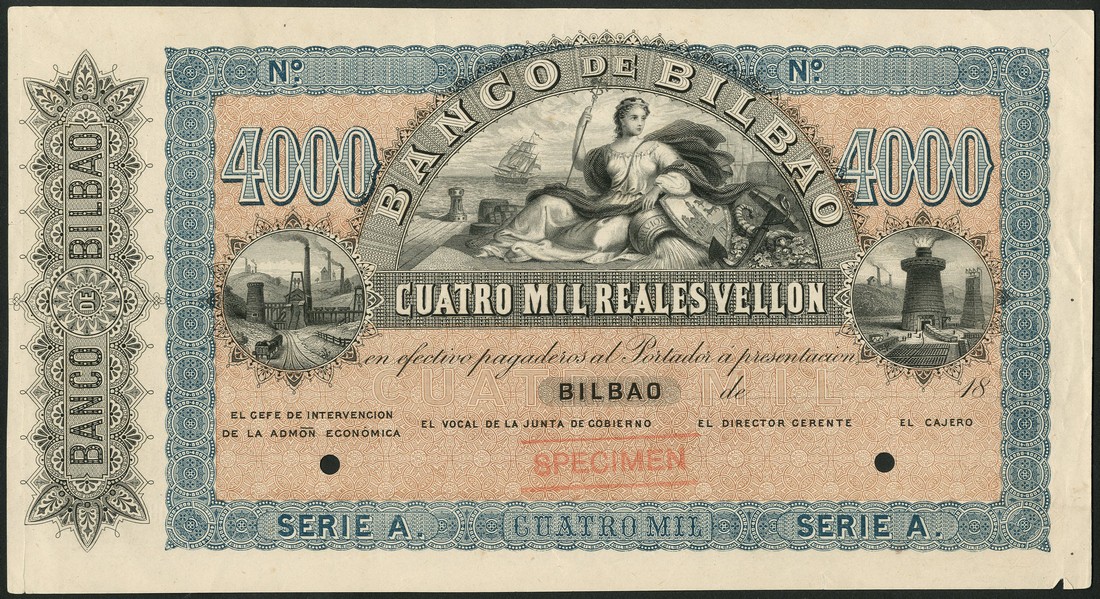 BANCO DE BILBAO
Nº.
Nº.
BANCO DE BILBAO
4000
4000
CUATRO MIL REALES VELLON
en efectivo pagaderos al Portador a presentacion
CUATRO MIL
BILBAO de 18
EL GEFE DE INTERVENCION
DE LA ADMON ECONÓMICA
EL VOCAL DE LA JUNTA DE GOBIERNO
EL DIRECTOR GERENTE
EL CAJERO
SPECIMEN
SERIE A.
CUATRO MIL
SERIE A.